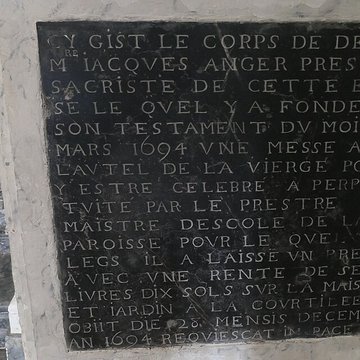 CY GIST LE CORPS DE DE
MRE IACQVES ANGER PRES
SACRISTE DE CETTE E
SE LE QVEL Y A FONDE
SON TESTAMENT DV MOI
MARS 1694 VNE MESSE A
LAVTEL DE LA VIERGE PO
Y ESTRE CELEBRE A PERP
TVITE PAR LE PRESTRE
MAISTRE DESCOLE DE LA
PAROISSE POVR LE QVEL
LEGS IL A LAISSE VN PRE
AVEC VNE RENTE DE SE
LIVRES DIX SOLS SVR LA MAIS
ET IARDIN A LA COVRTILE
OBIIT DIE 28 MENSIS DECEM
AN 1694 REQVIESCAT IN PACE